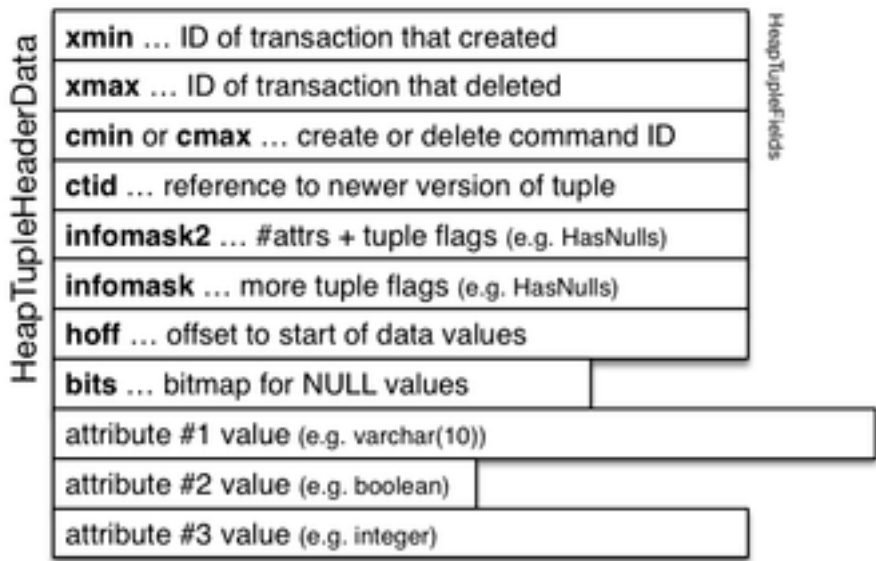 HeapTupleHeaderData
xmin … ID of transaction that created
xmax … ID of transaction that deleted
cmin or cmax … create or delete command ID
ctid … reference to newer version of tuple
infomask2 … #attrs + tuple flags (e.g. HasNulls)
infomask … more tuple flags (e.g. HasNulls)
hoff … offset to start of data values
bits … bitmap for NULL values
attribute #1 value (e.g. varchar(10))
attribute #2 value (e.g. boolean)
attribute #3 value (e.g. integer)
HeapTupleFields